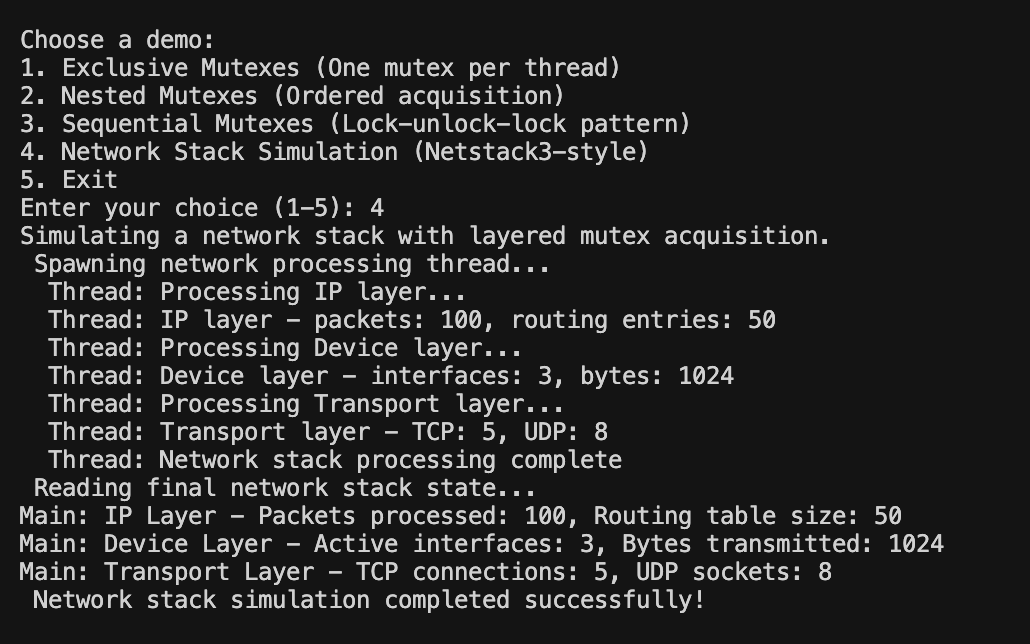 Choose a demo:
1. Exclusive Mutexes (One mutex per thread)
2. Nested Mutexes (Ordered acquisition)
3. Sequential Mutexes (Lock-unlock-lock pattern)
4. Network Stack Simulation (Netstack3-style)
5. Exit
Enter your choice (1-5): 4
Simulating a network stack with layered mutex acquisition.
 Spawning network processing thread...
  Thread: Processing IP layer...
  Thread: IP layer - packets: 100, routing entries: 50
  Thread: Processing Device layer...
  Thread: Device layer - interfaces: 3, bytes: 1024
  Thread: Processing Transport layer...
  Thread: Transport layer - TCP: 5, UDP: 8
  Thread: Network stack processing complete
 Reading final network stack state...
Main: IP Layer - Packets processed: 100, Routing table size: 50
Main: Device Layer - Active interfaces: 3, Bytes transmitted: 1024
Main: Transport Layer - TCP connections: 5, UDP sockets: 8
 Network stack simulation completed successfully!